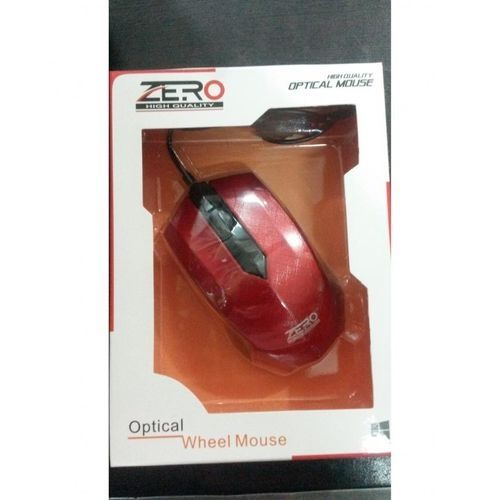 ZERO
HIGH QUALITY
HIGH QUALITY
OPTICAL MOUSE
ZERO
Optical
Wheel Mouse